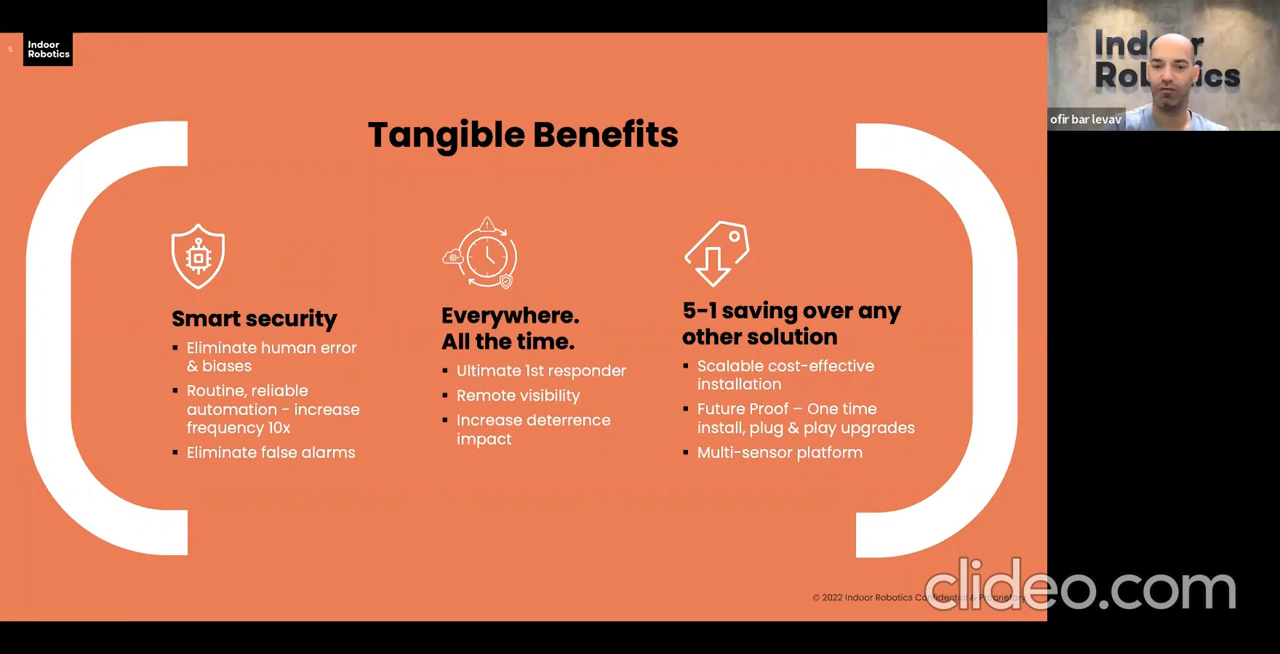 5
Indoor
Robotics
Tangible Benefits
Smart security
▪ Eliminate human error
& biases
▪ Routine, reliable
automation - increase
frequency 10x
▪ Eliminate false alarms
Everywhere.
All the time.
▪ Ultimate 1st responder
▪ Remote visibility
▪ Increase deterrence
impact
5-1 saving over any
other solution
▪ Scalable cost-effective
installation
▪ Future Proof – One time
install, plug & play upgrades
▪ Multi-sensor platform
© 2022 Indoor Robotics Confidential & Proprietary
clideo.com
ofir bar levav